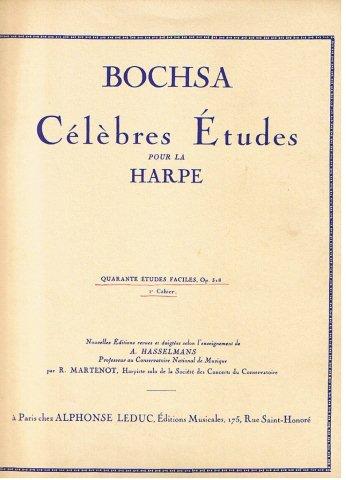 BOCHSA
Célèbres Études
POUR LA
HARPE
QUARANTE ÉTUDES FACILES, Op. 318
Cahier.
Nouvelles Éditions revues et doigtées selon l'enseignement de
A. HASSELMANS
Professeur au Conservatoire National de Musique
par R. MARTENOT, Harpiste solo de la Société des Concerts du Conservatoire
à Paris chez ALPHONSE LEDUC, Éditions Musicales, 175, Rue Saint-Honoré